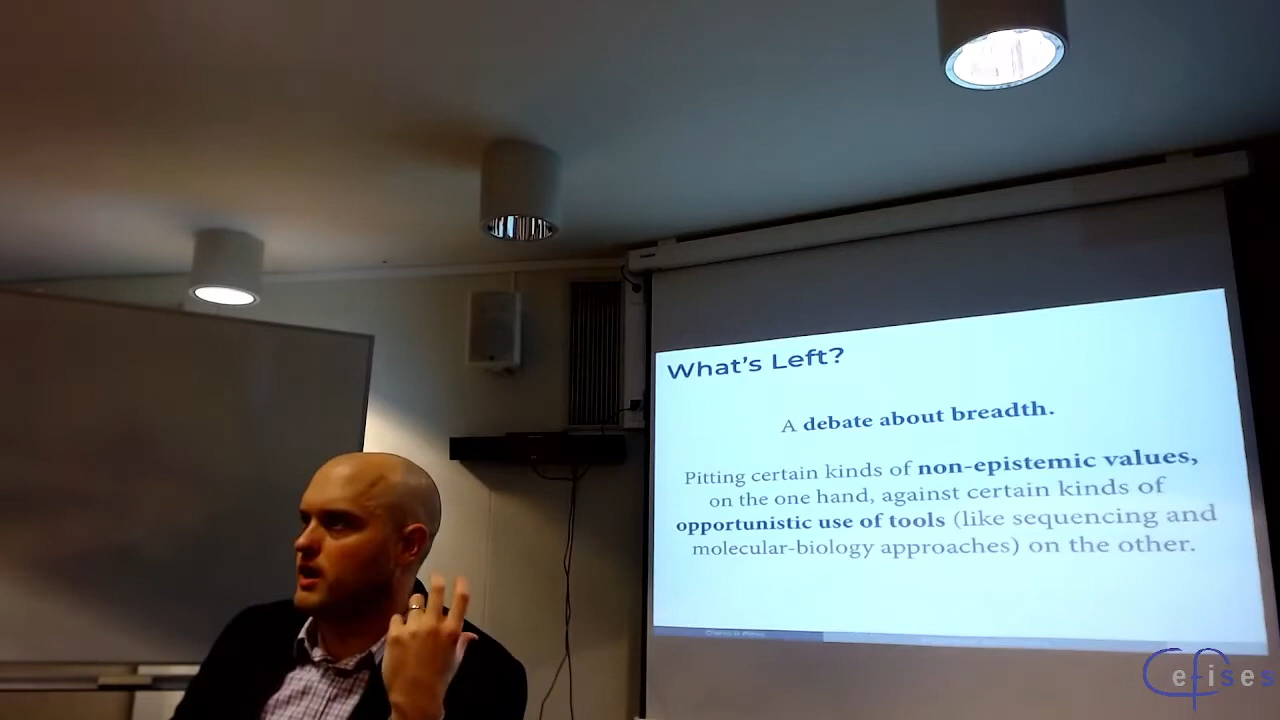 What's Left?
A debate about breadth.
Pitting certain kinds of non-epistemic values,
on the one hand, against certain kinds of
opportunistic use of tools (like sequencing and
molecular-biology approaches) on the other.
Cefises